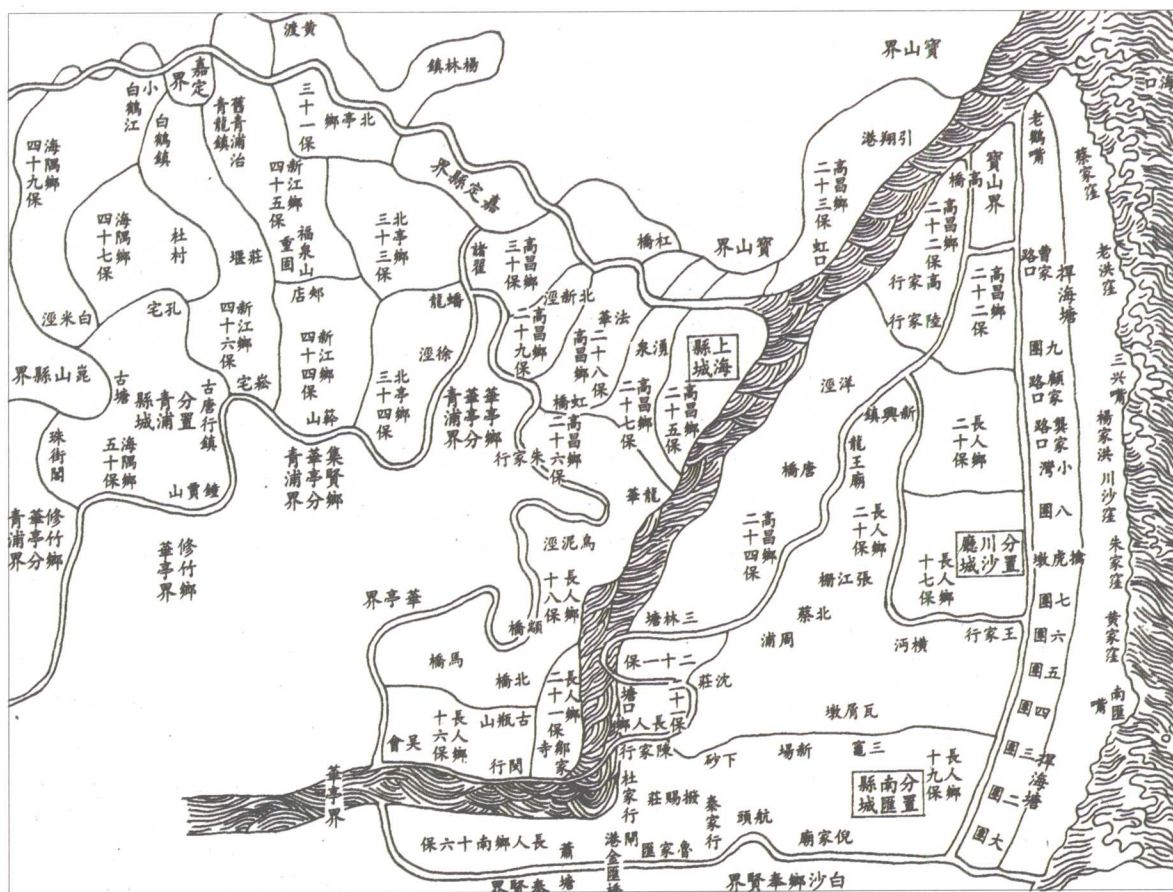 黃渡
楊林鎮
寶山界
海口
嘉定界
小白鶴江
白鶴鎮
舊青浦治
青龍鎮
三十一保
北亭鄉
海隅鄉
四十九保
新江鄉
四十五保
嘉定縣界
引翔港
高昌鄉
二十三保
虹口
高橋
寶山界
老鸛嘴
蔡家窪
海隅鄉
四十七保
杜村
福泉山
重固
莊堰
北亭鄉
三十三保
諸翟
高昌鄉
三十保
杠橋
寶山界
高昌鄉
二十二保
高家行
陸家行
高昌鄉
二十二保
曹家路口
捍海塘
老洪窪
白米涇
孔宅
新江鄉
四十六保
郟店
蟠龍
北新涇
高昌鄉
二十九保
法華
高昌鄉
二十八保
湧泉
上海縣城
九團
顧家路口
三興嘴
崑山縣界
古塘
分置青浦縣城
古唐行鎮
崧宅
新江鄉
四十四保
北亭鄉
三十四保
徐涇
華亭鄉
華亭分
青浦界
虹橋
高昌鄉
二十七保
高昌鄉
二十五保
洋涇
新興鎮
長人鄉
二十保
龔家路口
小灣
楊家洪
川沙窪
珠街閣
海隅鄉
五十保
鍾賈山
薛山
集賢鄉
華亭分
青浦界
朱家行
高昌鄉
二十六保
龍華
唐橋
龍王廟
八團
修竹鄉
華亭分
青浦界
修竹鄉
華亭界
烏泥涇
長人鄉
十八保
高昌鄉
二十四保
長人鄉
二十保
張江柵
長人鄉
十七保
分置川沙廳城
擒虎墩
朱家窪
七團
華亭界
顓橋
三林塘
北蔡
周浦
橫沔
王家行
六團
黃家窪
馬橋
北橋
長人鄉
二十一保
二十一保
沈莊
五團
南匯嘴
古瓶山
鄒家寺
塘口
長人鄉
十一保
瓦屑墩
四團
吳會
長人鄉
十六保
閔行
陳家行
下砂
新場
三竈
長人鄉
十九保
三團
捍海塘
華亭界
杜家行
撥賜莊
秦家行
分置南匯縣城
二團
長人鄉南十六保
蕭塘
閘港
金匯橋
魯家匯
航頭
倪家廟
大團
奉賢界
白沙鄉奉賢界